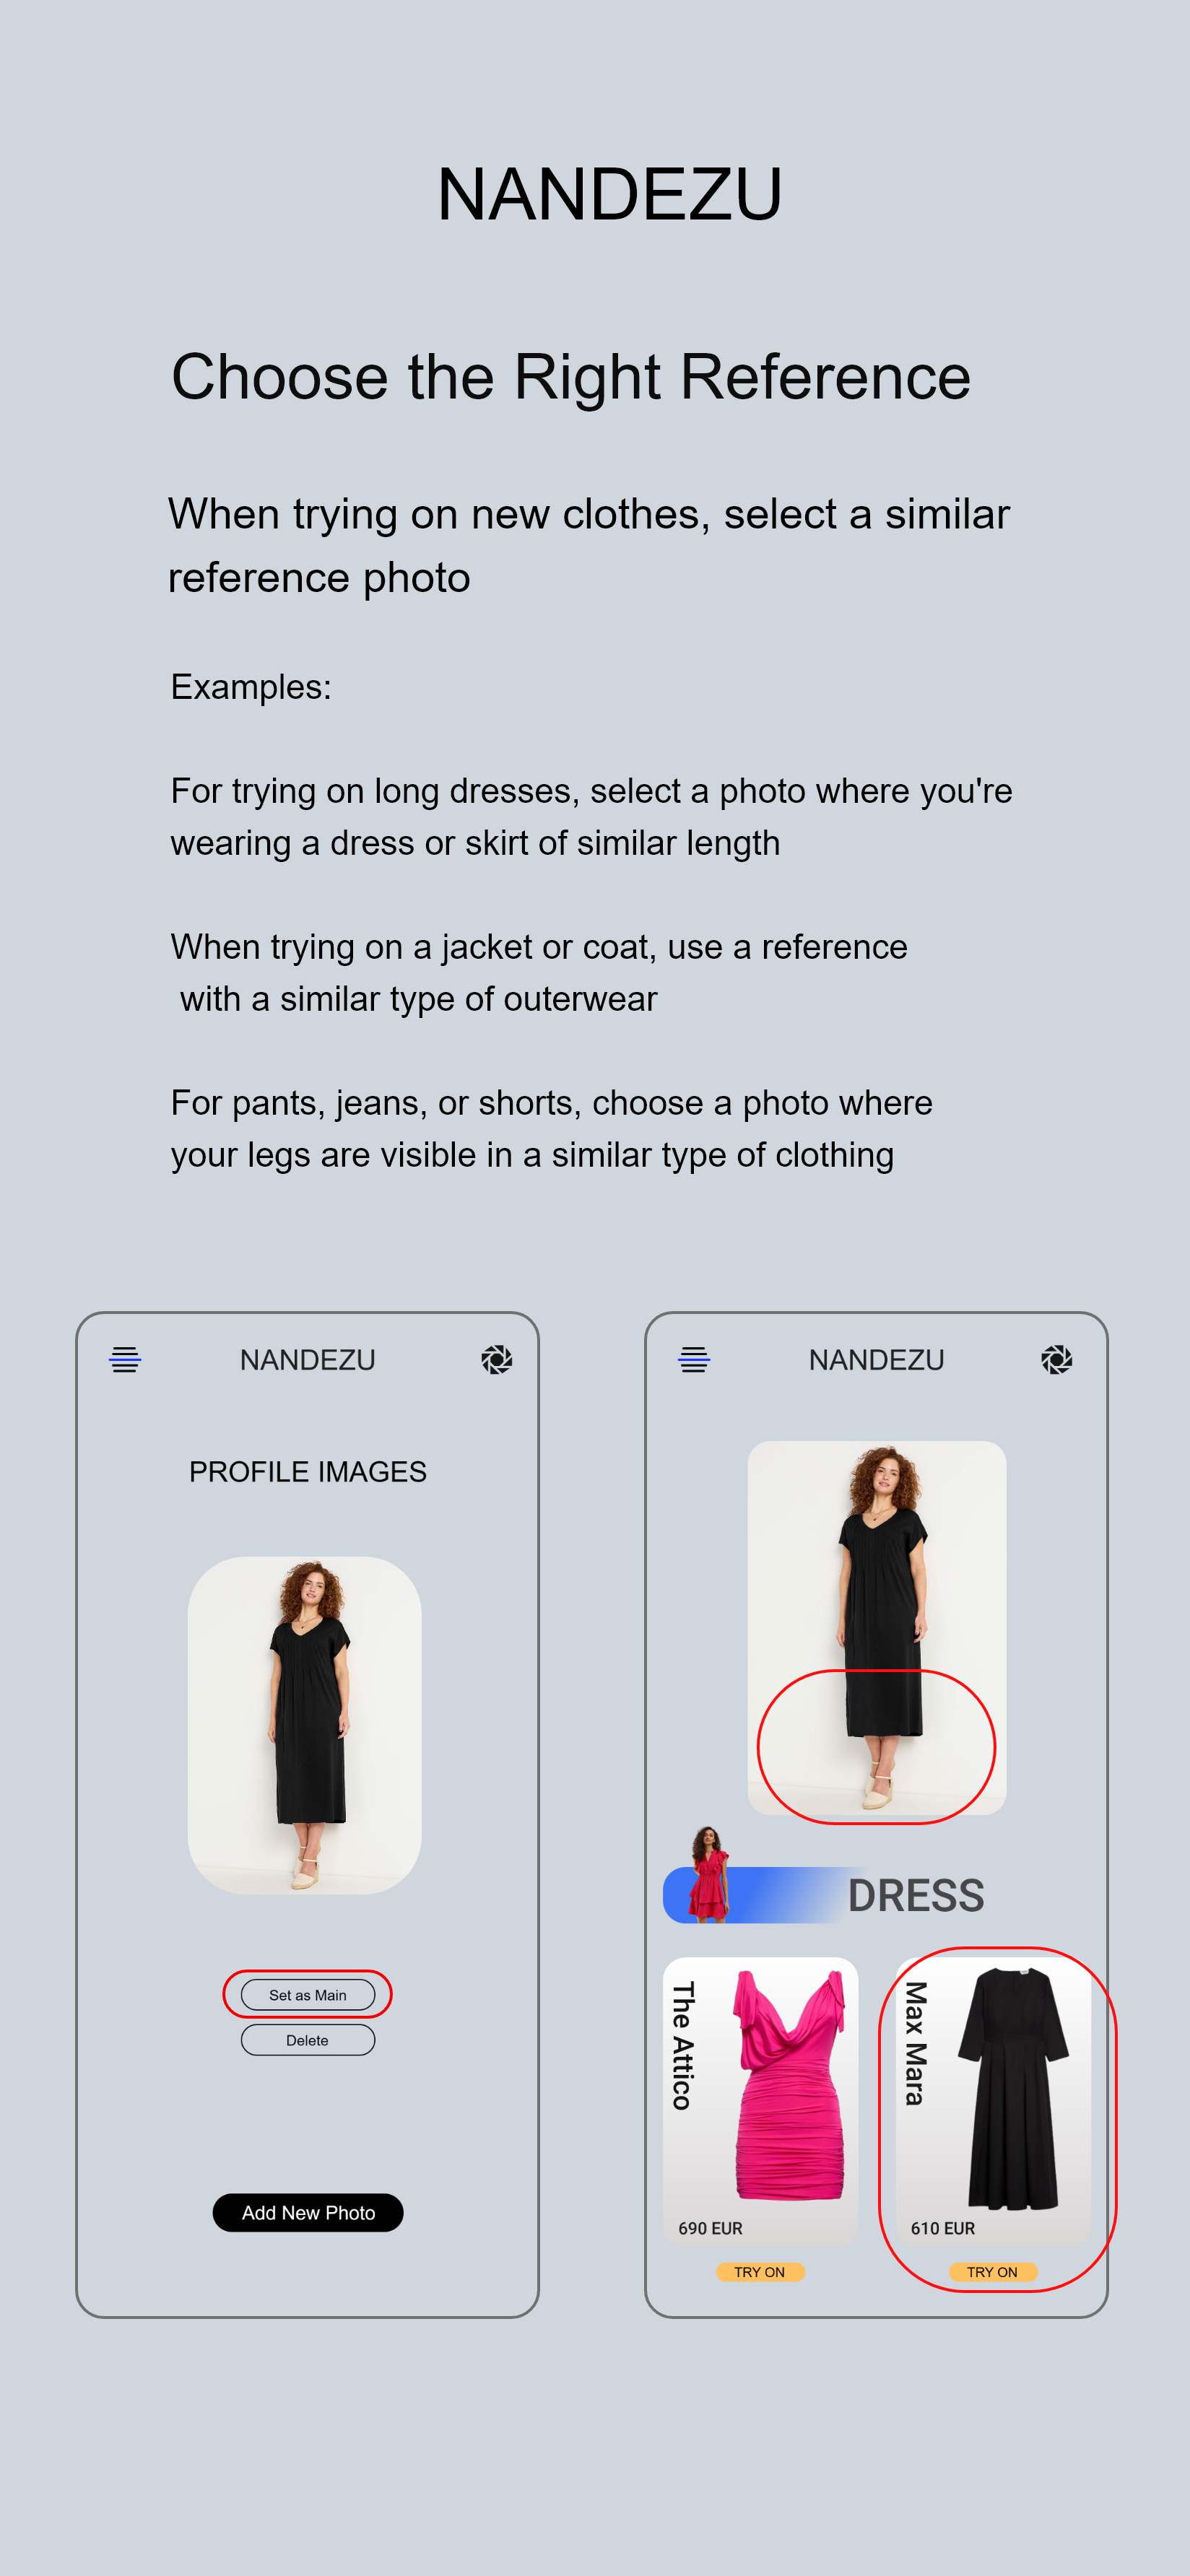 NANDEZU
Choose the Right Reference
When trying on new clothes, select a similar
reference photo
Examples:
For trying on long dresses, select a photo where you're
wearing a dress or skirt of similar length
When trying on a jacket or coat, use a reference
with a similar type of outerwear
For pants, jeans, or shorts, choose a photo where
your legs are visible in a similar type of clothing
NANDEZU
PROFILE IMAGES
Set as Main
Delete
Add New Photo
NANDEZU
DRESS
The Attico
690 EUR
TRY ON
Max Mara
610 EUR
TRY ON